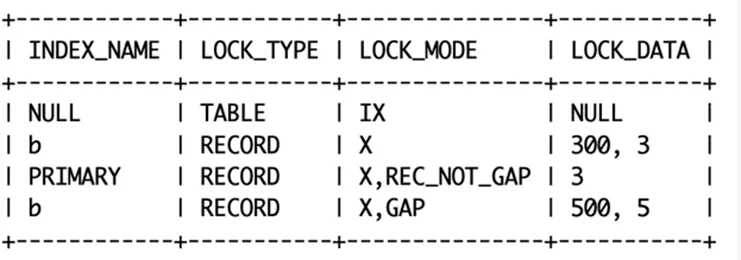 +------------+-----------+---------------+-----------+
| INDEX_NAME | LOCK_TYPE | LOCK_MODE     | LOCK_DATA |
+------------+-----------+---------------+-----------+
| NULL       | TABLE     | IX            | NULL      |
| b          | RECORD    | X             | 300, 3    |
| PRIMARY    | RECORD    | X,REC_NOT_GAP | 3         |
| b          | RECORD    | X,GAP         | 500, 5    |
+------------+-----------+---------------+-----------+